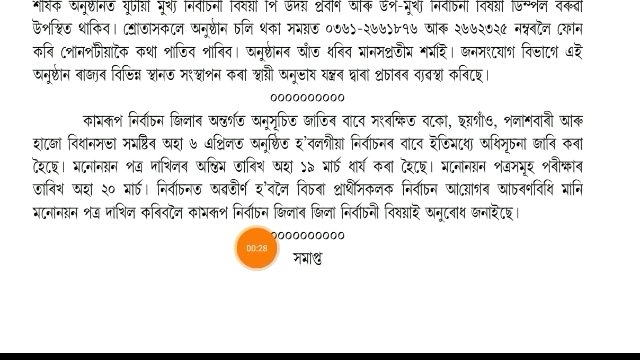 শীৰ্ষক অনুষ্ঠানত যুটীয়া মুখ্য নিৰ্বাচনী বিষয়া পি উদয় প্ৰবীণ আৰু উপ-মুখ্য নিৰ্বাচনী বিষয়া ডিম্পল বৰুৱা
উপস্থিত থাকিব। শ্ৰোতাসকলে অনুষ্ঠান চলি থকা সময়ত ০৩৬১-২৬৬১৮৭৬ আৰু ২৬৬২৩২৫ নম্বৰলৈ ফোন
কৰি পোনপটীয়াকৈ কথা পাতিব পাৰিব। অনুষ্ঠানৰ আঁত ধৰিব মানসপ্ৰতীম শৰ্মাই। জনসংযোগ বিভাগে এই
অনুষ্ঠান ৰাজ্যৰ বিভিন্ন স্থানত সংস্থাপন কৰা স্থায়ী অনুভাষ যন্ত্ৰৰ দ্বাৰা প্ৰচাৰৰ ব্যৱস্থা কৰিছে।
০০০০০০০০০০
কামৰূপ নিৰ্বাচন জিলাৰ অন্তৰ্গত অনুসূচিত জাতিৰ বাবে সংৰক্ষিত বকো, ছয়গাঁও, পলাশবাৰী আৰু
হাজো বিধানসভা সমষ্টিৰ অহা ৬ এপ্ৰিলত অনুষ্ঠিত হ'বলগীয়া নিৰ্বাচনৰ বাবে ইতিমধ্যে অধিসূচনা জাৰি কৰা
হৈছে। মনোনয়ন পত্ৰ দাখিলৰ অন্তিম তাৰিখ অহা ১৯ মাৰ্চ ধাৰ্য কৰা হৈছে। মনোনয়ন পত্ৰসমূহ পৰীক্ষাৰ
তাৰিখ অহা ২০ মাৰ্চ। নিৰ্বাচনত অৱতীৰ্ণ হ'বলৈ বিচৰা প্ৰাৰ্থীসকলক নিৰ্বাচন আয়োগৰ আচৰণবিধি মানি
মনোনয়ন পত্ৰ দাখিল কৰিবলৈ কামৰূপ নিৰ্বাচন জিলাৰ জিলা নিৰ্বাচনী বিষয়াই অনুৰোধ জনাইছে।
০০০০০০০০০০
00:28
সমাপ্ত